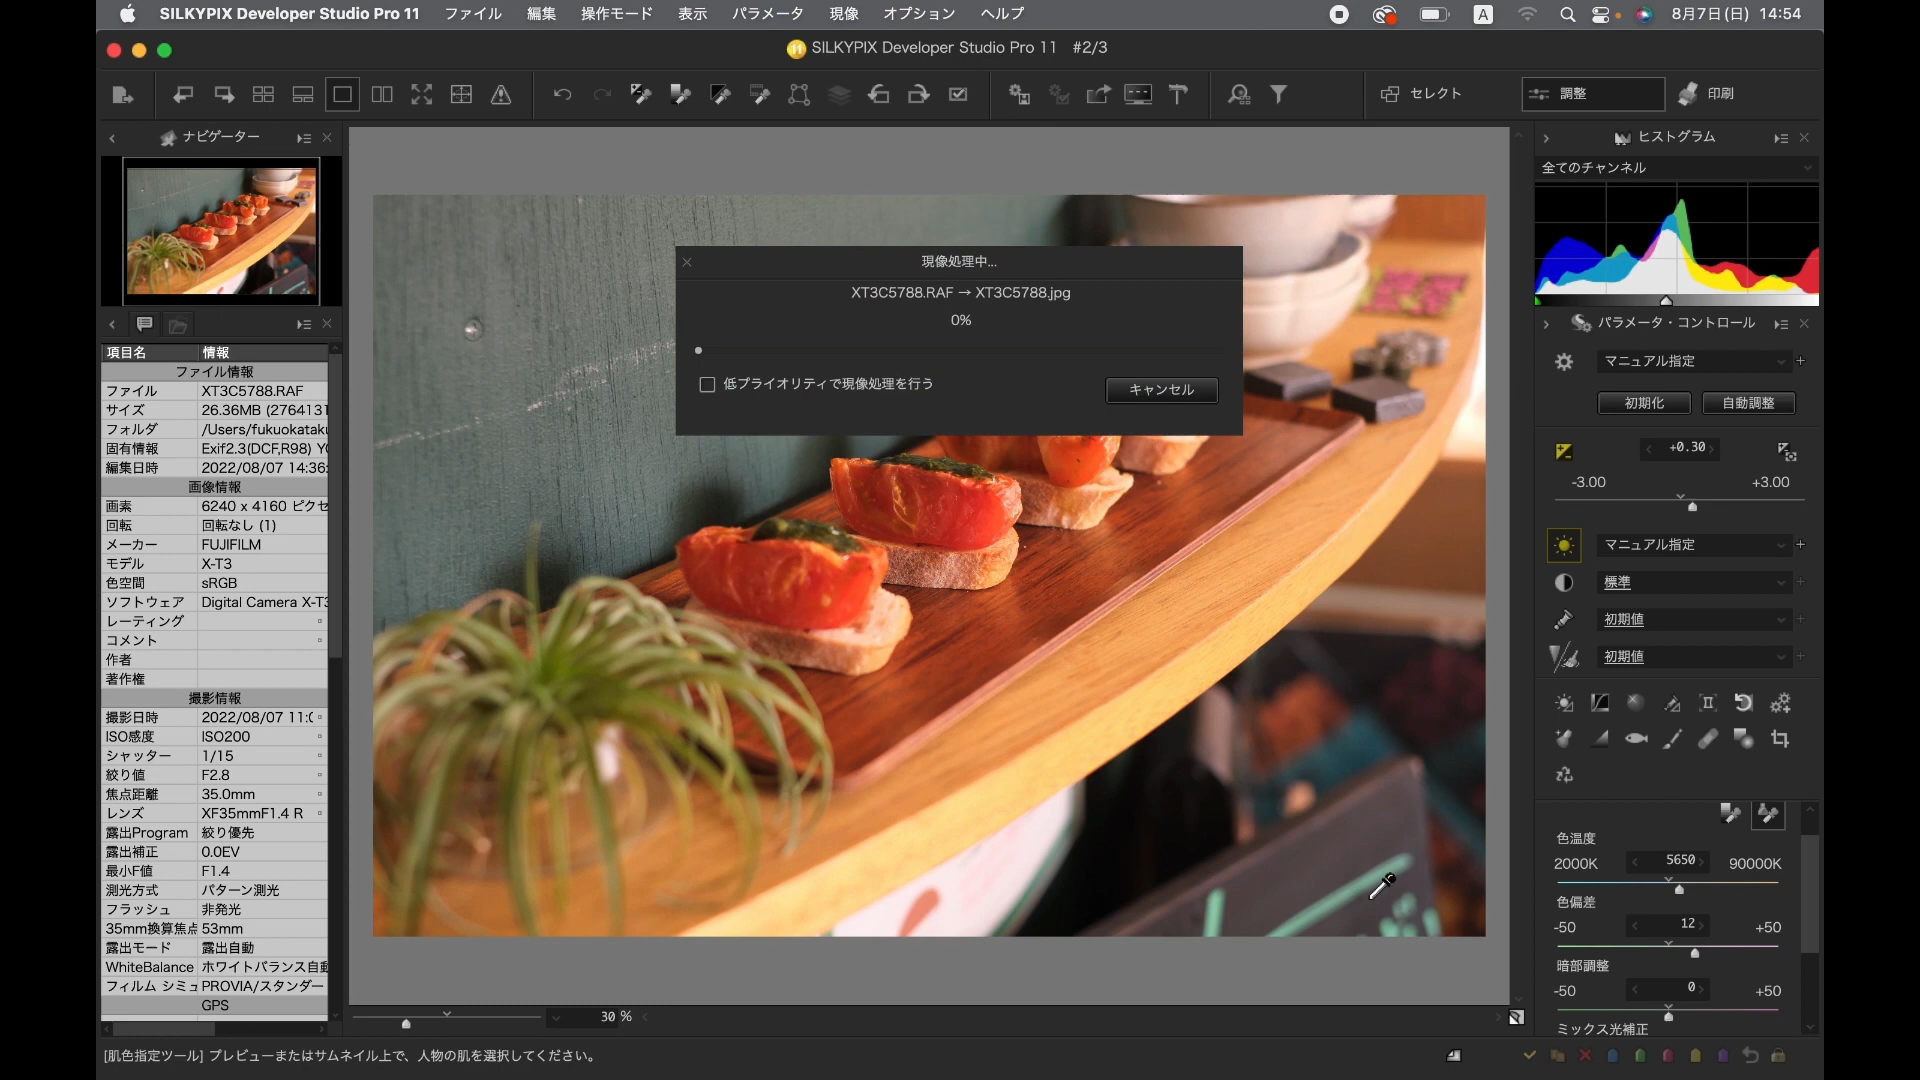 SILKYPIX Developer Studio Pro 11 ファイル 編集 操作モード 表示 パラメータ 現像 オプション ヘルプ
A 8月7日(日) 14:54
SILKYPIX Developer Studio Pro 11 #2/3
セレクト 調整 印刷
ナビゲーター
項目名 情報
ファイル情報
ファイル XT3C5788.RAF
サイズ 26.36MB (2764131
フォルダ /Users/fukuokataku
固有情報 Exif2.3(DCF,R98) Y
編集日時 2022/08/07 14:36:
画像情報
画素 6240 x 4160 ピクセ
回転 回転なし (1)
メーカー FUJIFILM
モデル X-T3
色空間 sRGB
ソフトウェア Digital Camera X-T3
レーティング
コメント
作者
著作権
撮影情報
撮影日時 2022/08/07 11:0
ISO感度 ISO200
シャッター 1/15
絞り値 F2.8
焦点距離 35.0mm
レンズ XF35mmF1.4 R
露出Program 絞り優先
露出補正 0.0EV
最小F値 F1.4
測光方式 パターン測光
フラッシュ 非発光
35mm換算焦点 53mm
露出モード 露出自動
WhiteBalance ホワイトバランス自動
フィルム シミュ PROVIA/スタンダー
GPS
現像処理中...
XT3C5788.RAF → XT3C5788.jpg
0%
低プライオリティで現像処理を行う
キャンセル
30 %
ヒストグラム
全てのチャンネル
パラメータ・コントロール
マニュアル指定
初期化 自動調整
+0.30
-3.00 +3.00
マニュアル指定
標準
初期値
初期値
色温度
2000K 5650 90000K
色偏差
-50 12 +50
暗部調整
-50 0 +50
ミックス光補正
[肌色指定ツール] プレビューまたはサムネイル上で、人物の肌を選択してください。